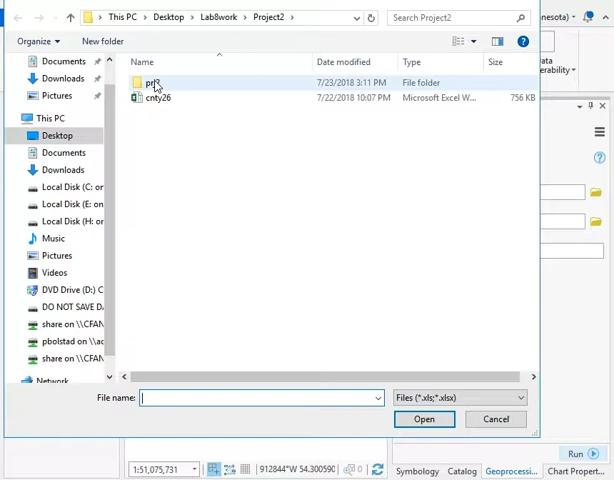 This PC > Desktop > Lab8work > Project2 >
Search Project2
nesota)
Organize
New folder
ata
erability
Name
Date modified
Type
Size
Documents
Downloads
Pictures
This PC
Desktop
Documents
Downloads
Local Disk (C: on
Local Disk (E: on
Local Disk (H: on
Music
Pictures
Videos
DVD Drive (D:) C
DO NOT SAVE DA
share on \\CFAN
pbolstad on \\ad
share on \\CFAN
Network
7/23/2018 3:11 PM
File folder
cnty26
7/22/2018 10:07 PM
Microsoft Excel W...
756 KB
File name:
Files (*.xls;*.xlsx)
Open
Cancel
Run
1:51,075,731
912844°W 54.300590
0
Symbology
Catalog
Geoprocessi...
Chart Propert...